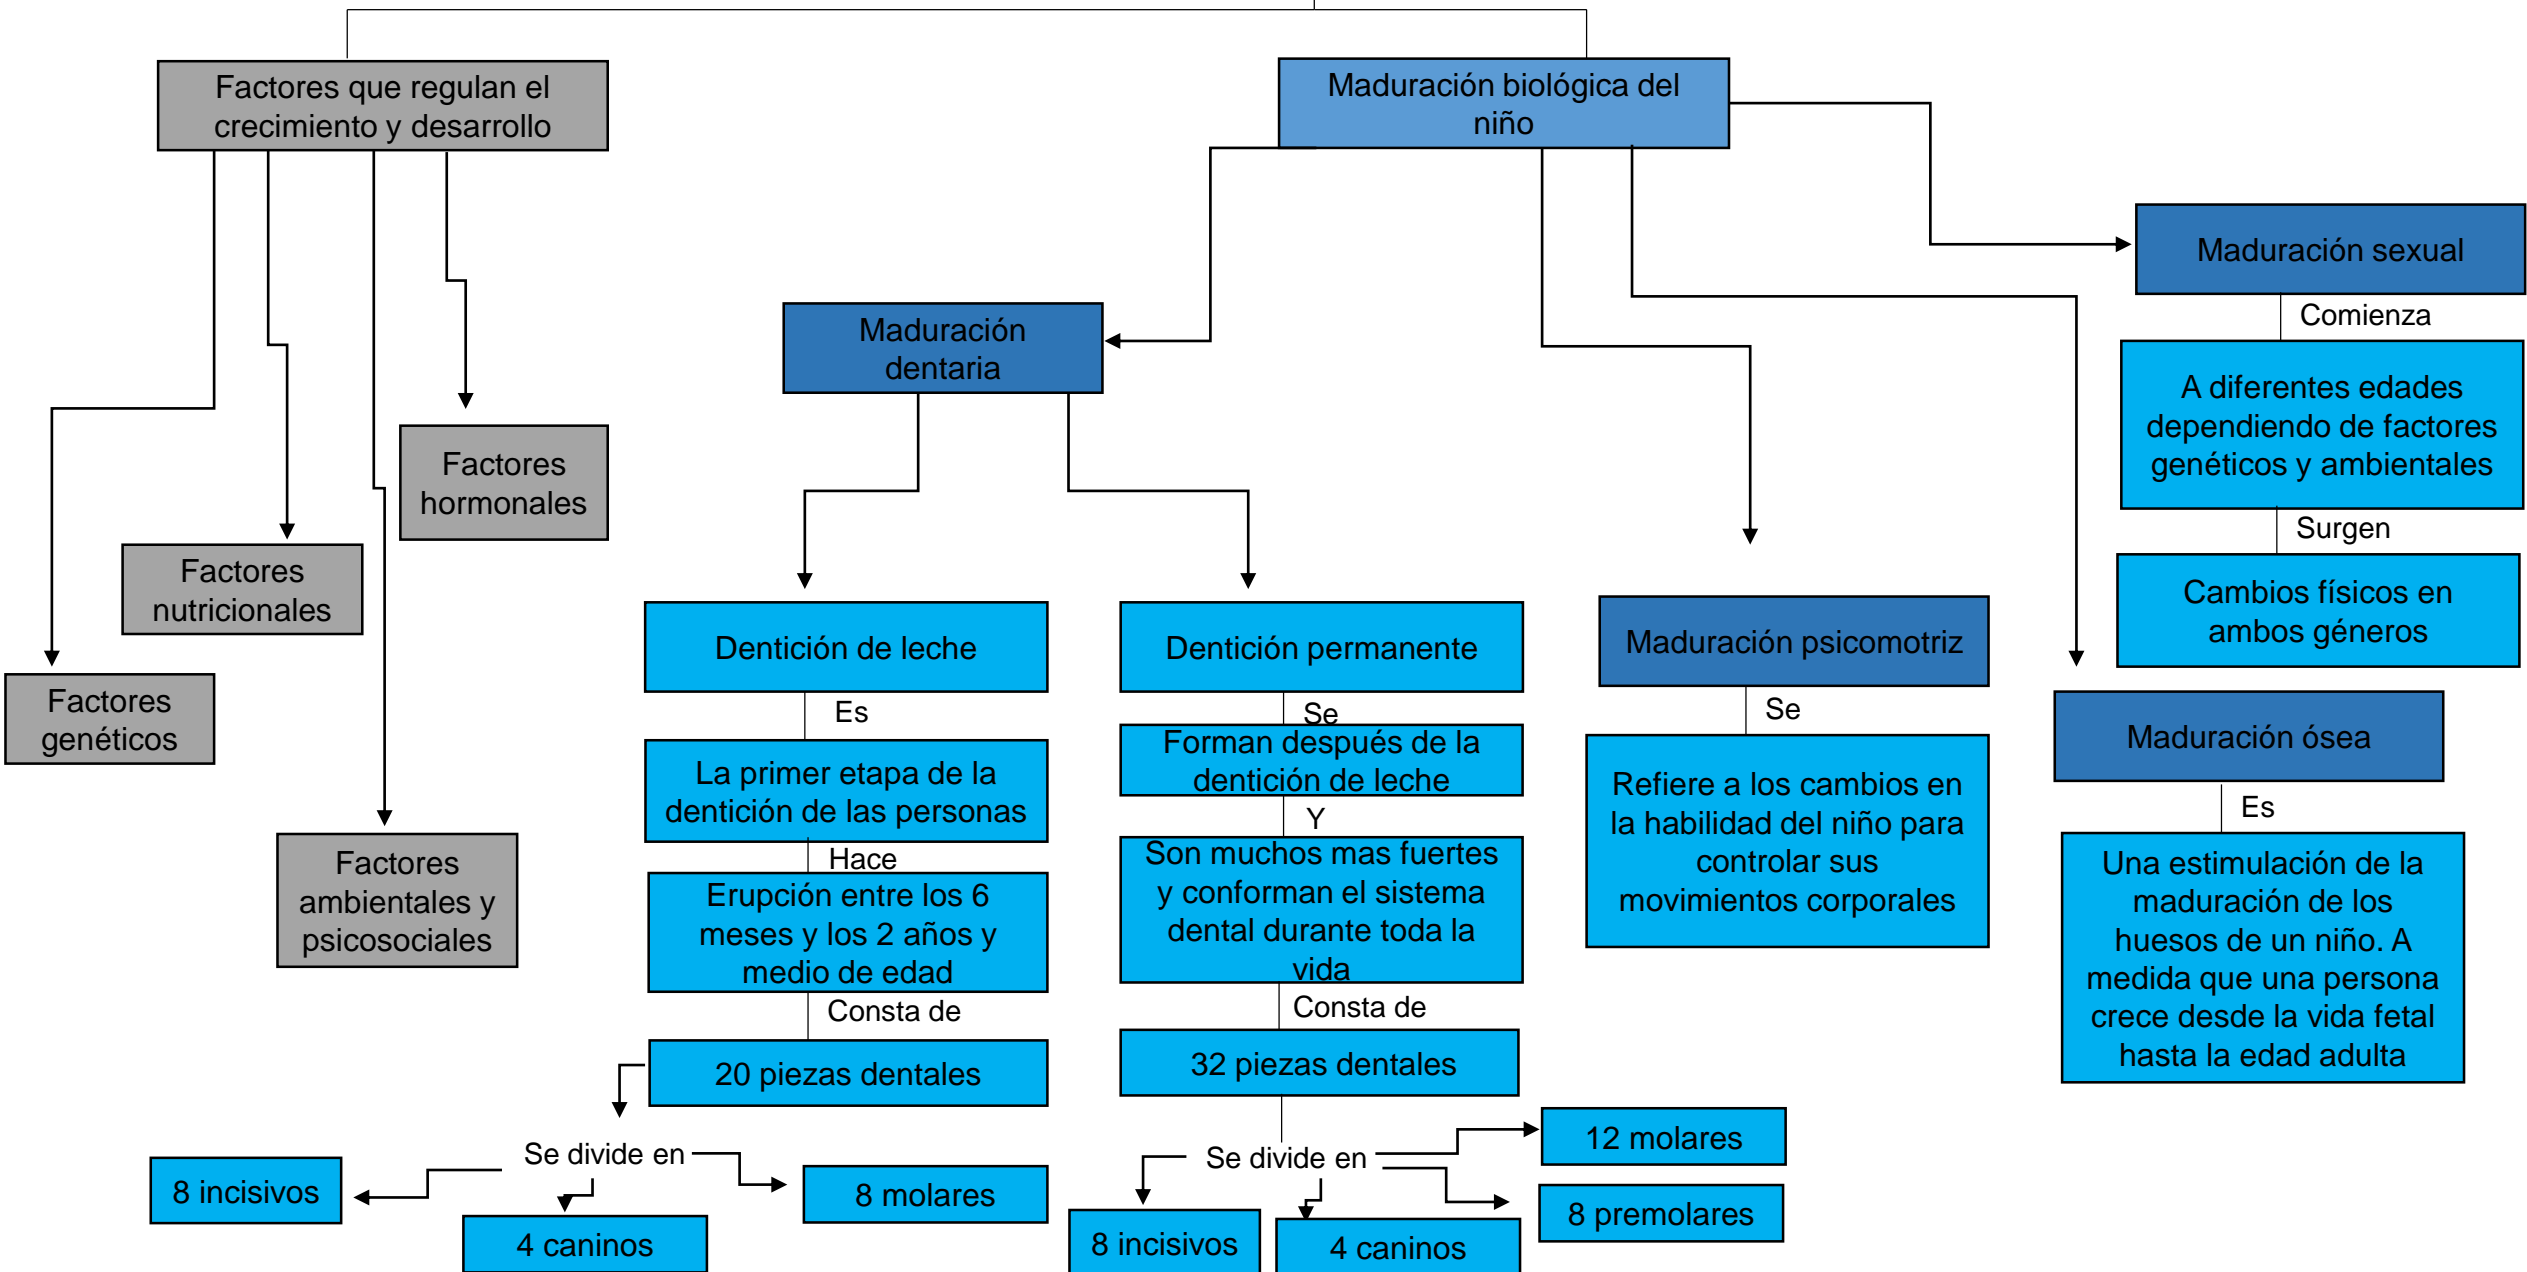 Factores que regulan el
crecimiento y desarrollo
Maduración biológica del
niño
Maduración sexual
Comienza
A diferentes edades
dependiendo de factores
genéticos y ambientales
Surgen
Cambios físicos en
ambos géneros
Maduración
dentaria
Factores
hormonales
Factores
nutricionales
Factores
genéticos
Factores
ambientales y
psicosociales
Dentición de leche
Es
La primer etapa de la
dentición de las personas
Hace
Erupción entre los 6
meses y los 2 años y
medio de edad
Consta de
20 piezas dentales
Se divide en
8 incisivos
4 caninos
8 molares
Dentición permanente
Se
Forman después de la
dentición de leche
Y
Son muchos mas fuertes
y conforman el sistema
dental durante toda la
vida
Consta de
32 piezas dentales
Se divide en
8 incisivos
4 caninos
12 molares
8 premolares
Maduración psicomotriz
Se
Refiere a los cambios en
la habilidad del niño para
controlar sus
movimientos corporales
Maduración ósea
Es
Una estimulación de la
maduración de los
huesos de un niño. A
medida que una persona
crece desde la vida fetal
hasta la edad adulta